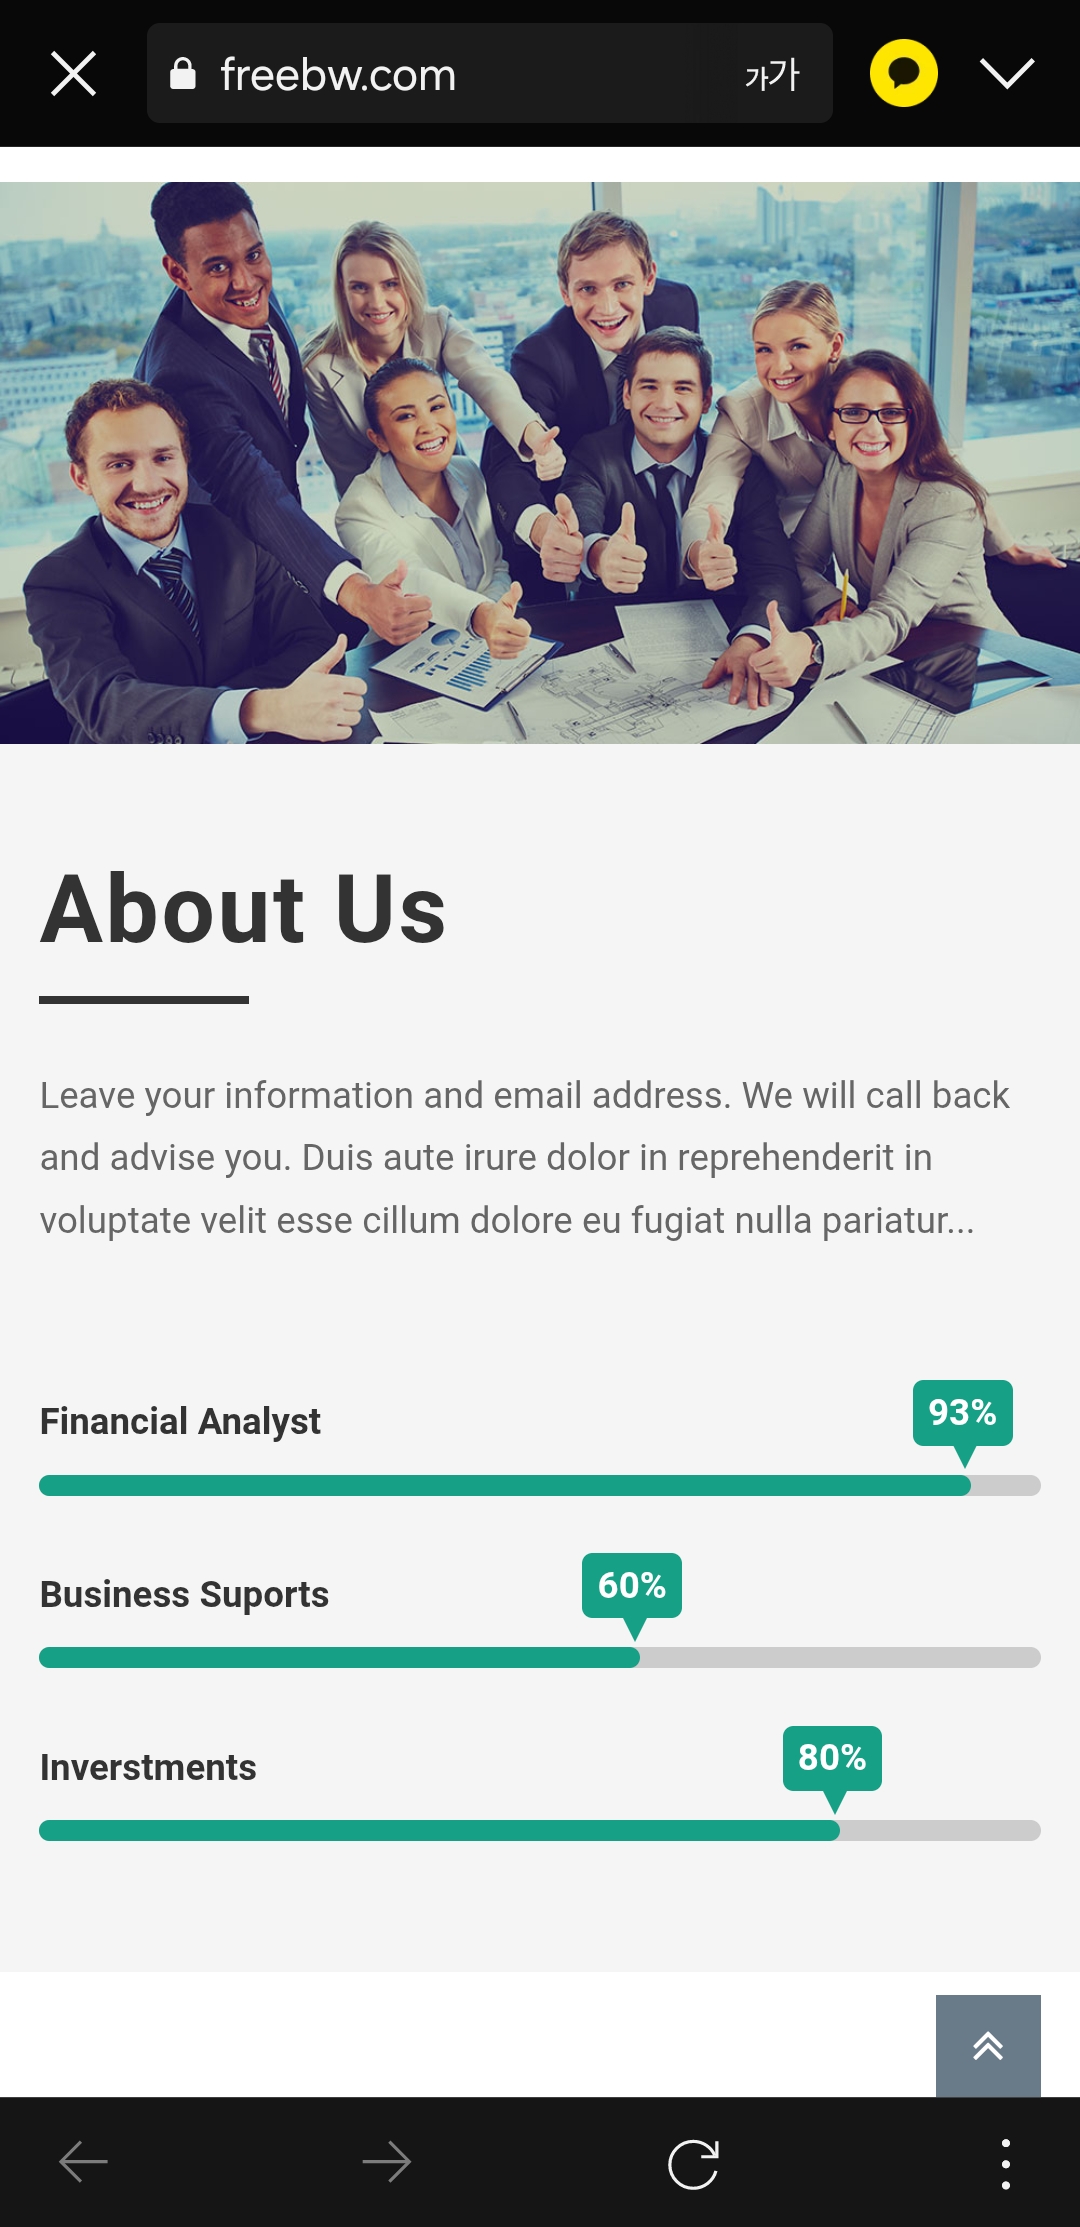 freebw.com
가가
About Us
Leave your information and email address. We will call back
and advise you. Duis aute irure dolor in reprehenderit in
voluptate velit esse cillum dolore eu fugiat nulla pariatur...
Financial Analyst
93%
Business Suports
60%
Inverstments
80%